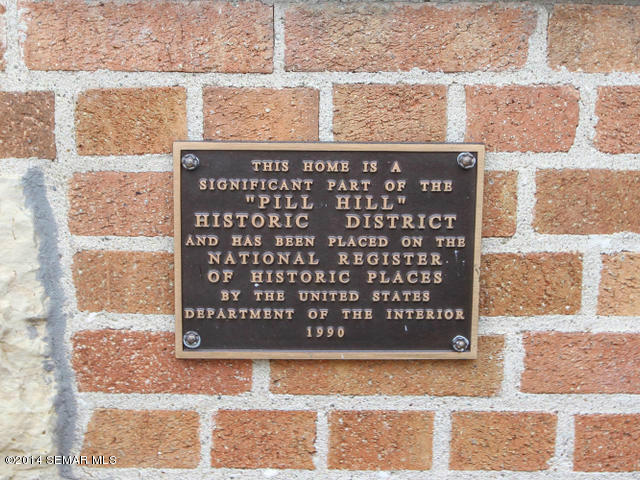 THIS HOME IS A
SIGNIFICANT PART OF THE
"PILL HILL"
HISTORIC DISTRICT
AND HAS BEEN PLACED ON THE
NATIONAL REGISTER
OF HISTORIC PLACES
BY THE UNITED STATES
DEPARTMENT OF THE INTERIOR
1990
©2014 SEMAR MLS